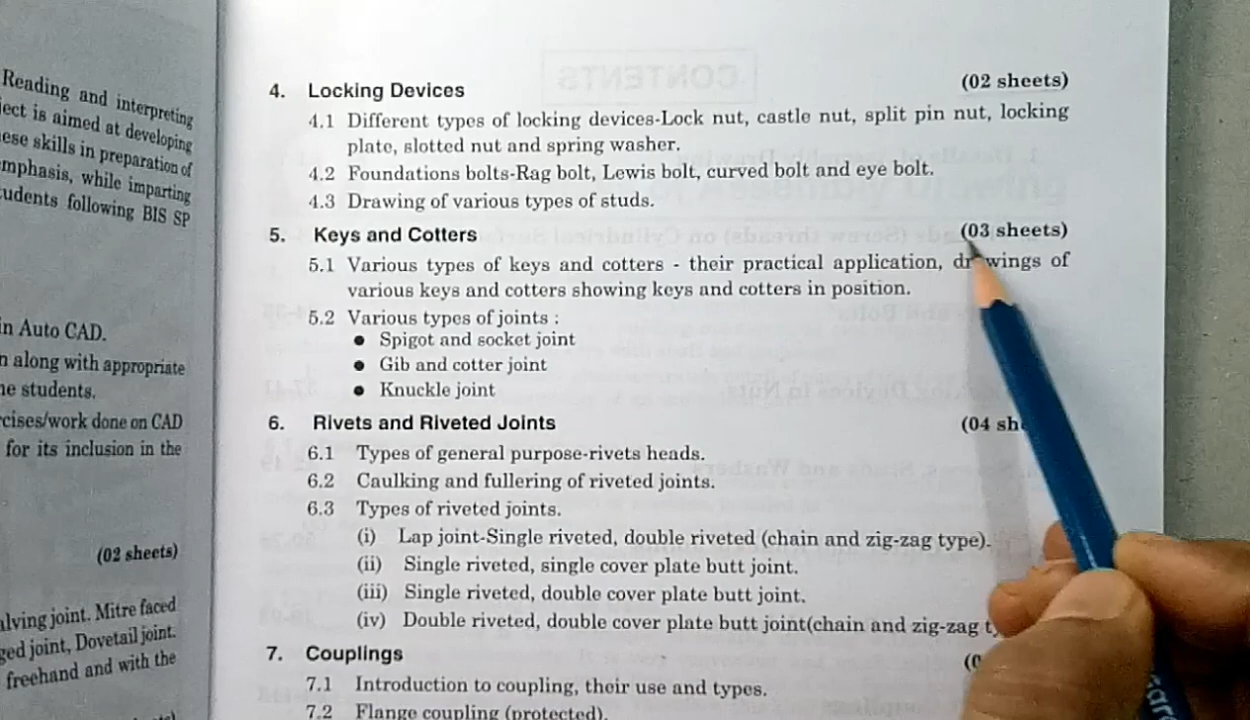 Reading and interpreting
ject is aimed at developing
ese skills in preparation of
mphasis, while imparting
udents following BIS SP
in Auto CAD.
n along with appropriate
he students.
rcises/work done on CAD
for its inclusion in the
(02 sheets)
alving joint. Mitre faced
ged joint, Dovetail joint.
freehand and with the
4. Locking Devices (02 sheets)
4.1 Different types of locking devices-Lock nut, castle nut, split pin nut, locking
plate, slotted nut and spring washer.
4.2 Foundations bolts-Rag bolt, Lewis bolt, curved bolt and eye bolt.
4.3 Drawing of various types of studs.
5. Keys and Cotters (03 sheets)
5.1 Various types of keys and cotters - their practical application, drawings of
various keys and cotters showing keys and cotters in position.
5.2 Various types of joints :
● Spigot and socket joint
● Gib and cotter joint
● Knuckle joint
6. Rivets and Riveted Joints (04 sh
6.1 Types of general purpose-rivets heads.
6.2 Caulking and fullering of riveted joints.
6.3 Types of riveted joints.
(i) Lap joint-Single riveted, double riveted (chain and zig-zag type).
(ii) Single riveted, single cover plate butt joint.
(iii) Single riveted, double cover plate butt joint.
(iv) Double riveted, double cover plate butt joint(chain and zig-zag t
7. Couplings (0
7.1 Introduction to coupling, their use and types.
7.2 Flange coupling (protected).